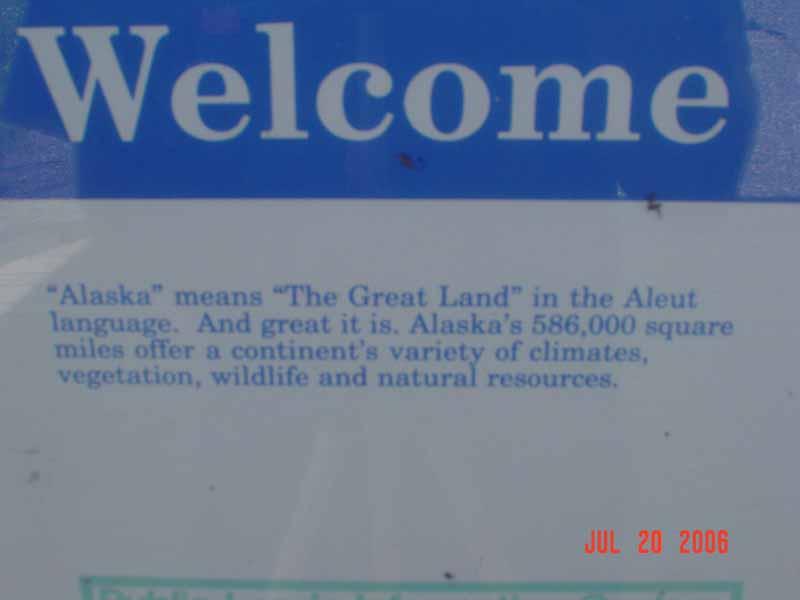 Welcome
“Alaska” means “The Great Land” in the Aleut
language. And great it is. Alaska's 586,000 square
miles offer a continent's variety of climates,
vegetation, wildlife and natural resources.
JUL 20 2006